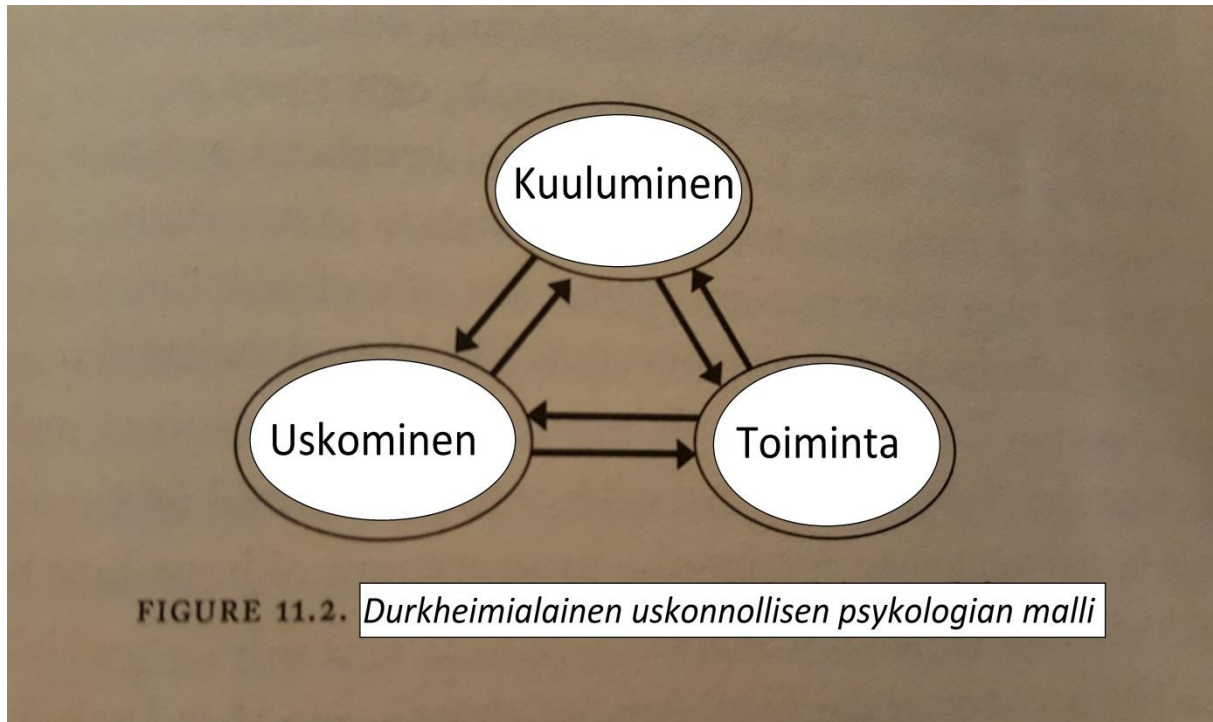 Kuuluminen
Uskominen
Toiminta
FIGURE 11.2. Durkheimialainen uskonnollisen psykologian malli